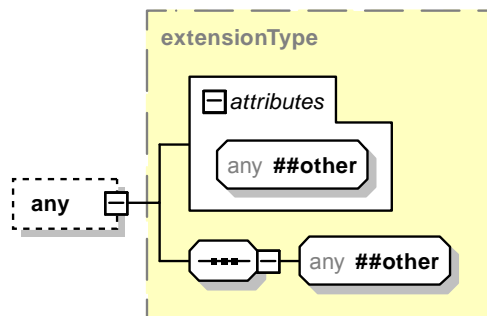 extensionType
attributes
any ##other
any
any ##other